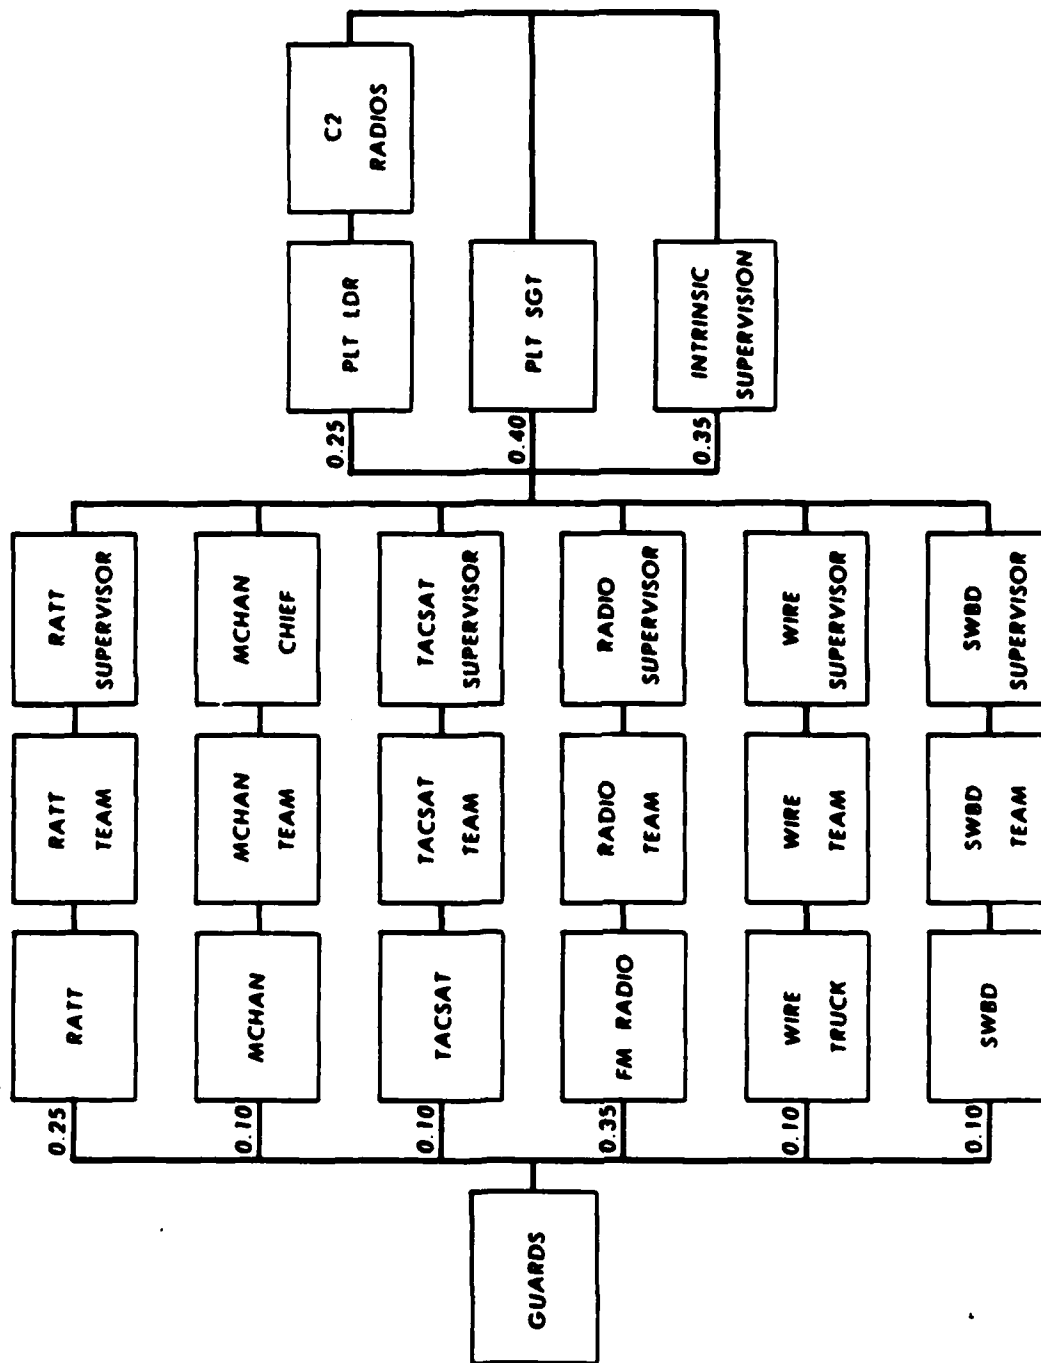 GUARDS
0.25
RATT
RATT
TEAM
RATT
SUPERVISOR
0.10
MCHAN
MCHAN
TEAM
MCHAN
CHIEF
0.10
TACSAT
TACSAT
TEAM
TACSAT
SUPERVISOR
0.35
FM RADIO
RADIO
TEAM
RADIO
SUPERVISOR
0.10
WIRE
TRUCK
WIRE
TEAM
WIRE
SUPERVISOR
0.10
SWBD
SWBD
TEAM
SWBD
SUPERVISOR
0.25
PLT LDR
C2
RADIOS
0.40
PLT SGT
0.35
INTRINSIC
SUPERVISION